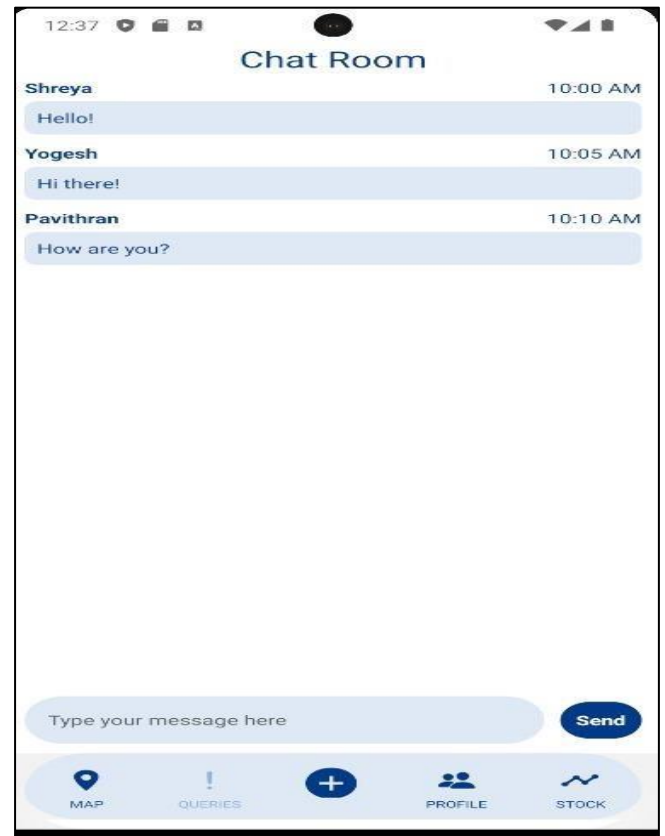 12:37
Chat Room
Shreya 10:00 AM
Hello!
Yogesh 10:05 AM
Hi there!
Pavithran 10:10 AM
How are you?
Type your message here Send
MAP QUERIES PROFILE STOCK